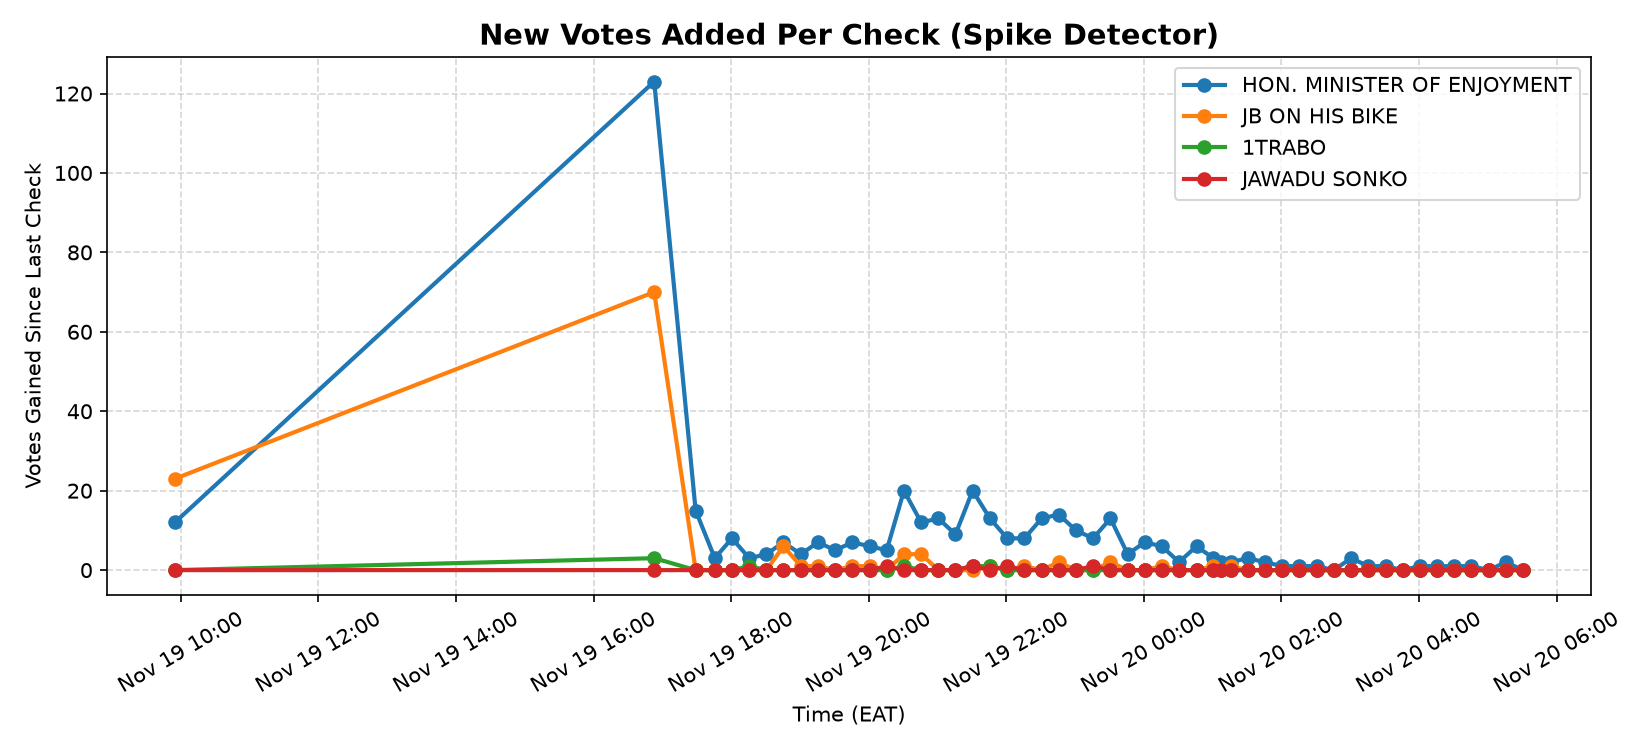 New Votes Added Per Check (Spike Detector)
HON. MINISTER OF ENJOYMENT
JB ON HIS BIKE
1TRABO
JAWADU SONKO
Votes Gained Since Last Check
120
100
80
60
40
20
0
Nov 19 10:00
Nov 19 12:00
Nov 19 14:00
Nov 19 16:00
Nov 19 18:00
Nov 19 20:00
Nov 19 22:00
Nov 20 00:00
Nov 20 02:00
Nov 20 04:00
Nov 20 06:00
Time (EAT)